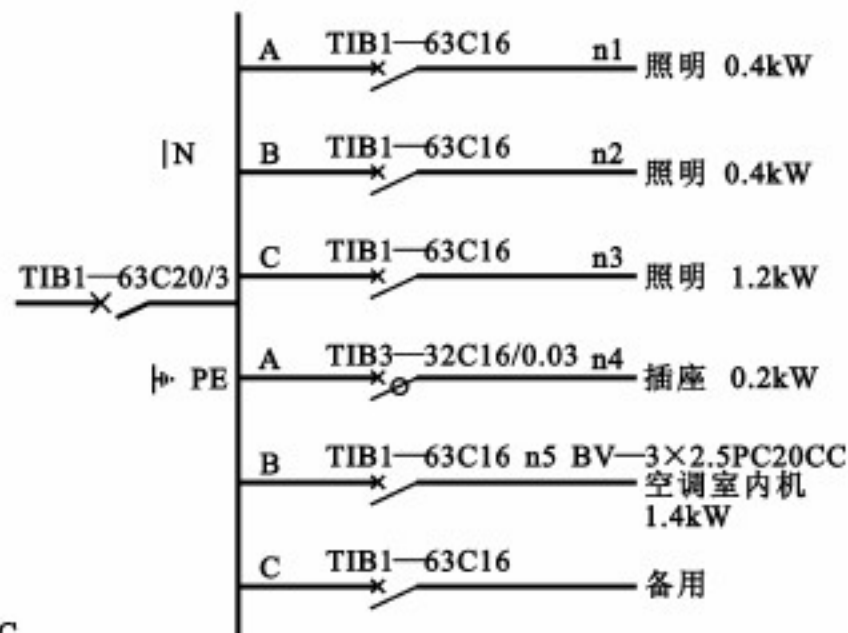 A TIB1—63C16 n1 照明 0.4kW
|N B TIB1—63C16 n2 照明 0.4kW
C TIB1—63C16 n3 照明 1.2kW
TIB1—63C20/3
A TIB3—32C16/0.03 n4 插座 0.2kW
PE
B TIB1—63C16 n5 BV—3×2.5PC20CC
空调室内机
1.4kW
C TIB1—63C16 备用